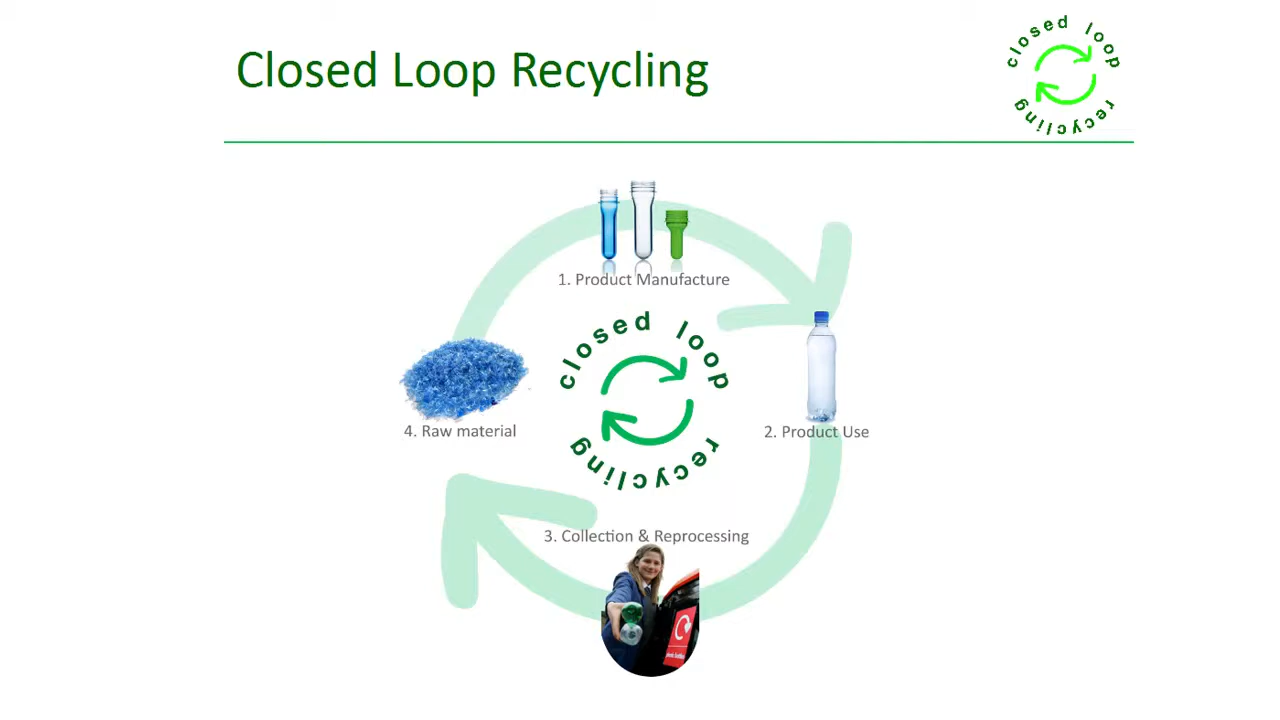 Closed Loop Recycling
closed loop
recycling
1. Product Manufacture
closed loop
recycling
4. Raw material
2. Product Use
3. Collection & Reprocessing